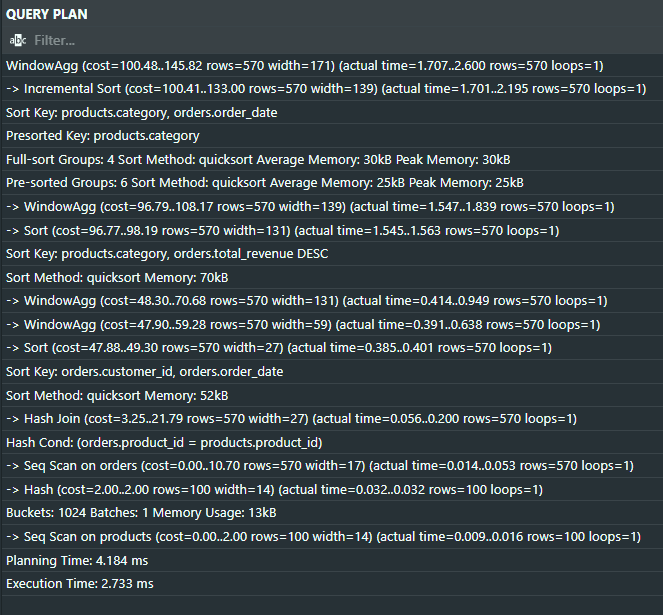 QUERY PLAN
abc Filter...
WindowAgg (cost=100.48..145.82 rows=570 width=171) (actual time=1.707..2.600 rows=570 loops=1)
-> Incremental Sort (cost=100.41..133.00 rows=570 width=139) (actual time=1.701..2.195 rows=570 loops=1)
Sort Key: products.category, orders.order_date
Presorted Key: products.category
Full-sort Groups: 4 Sort Method: quicksort Average Memory: 30kB Peak Memory: 30kB
Pre-sorted Groups: 6 Sort Method: quicksort Average Memory: 25kB Peak Memory: 25kB
-> WindowAgg (cost=96.79..108.17 rows=570 width=139) (actual time=1.547..1.839 rows=570 loops=1)
-> Sort (cost=96.77..98.19 rows=570 width=131) (actual time=1.545..1.563 rows=570 loops=1)
Sort Key: products.category, orders.total_revenue DESC
Sort Method: quicksort Memory: 70kB
-> WindowAgg (cost=48.30..70.68 rows=570 width=131) (actual time=0.414..0.949 rows=570 loops=1)
-> WindowAgg (cost=47.90..59.28 rows=570 width=59) (actual time=0.391..0.638 rows=570 loops=1)
-> Sort (cost=47.88..49.30 rows=570 width=27) (actual time=0.385..0.401 rows=570 loops=1)
Sort Key: orders.customer_id, orders.order_date
Sort Method: quicksort Memory: 52kB
-> Hash Join (cost=3.25..21.79 rows=570 width=27) (actual time=0.056..0.200 rows=570 loops=1)
Hash Cond: (orders.product_id = products.product_id)
-> Seq Scan on orders (cost=0.00..10.70 rows=570 width=17) (actual time=0.014..0.053 rows=570 loops=1)
-> Hash (cost=2.00..2.00 rows=100 width=14) (actual time=0.032..0.032 rows=100 loops=1)
Buckets: 1024 Batches: 1 Memory Usage: 13kB
-> Seq Scan on products (cost=0.00..2.00 rows=100 width=14) (actual time=0.009..0.016 rows=100 loops=1)
Planning Time: 4.184 ms
Execution Time: 2.733 ms